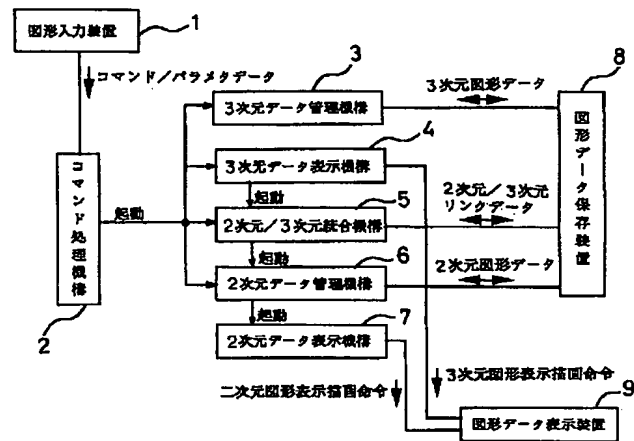 図形入力装置
1
コマンド/パラメタデータ
コマンド処理機構
2
起動
3
3次元データ管理機構
3次元図形データ
4
3次元データ表示機構
起動
5
2次元/3次元統合機構
2次元/3次元
リンクデータ
起動
6
2次元データ管理機構
2次元図形データ
起動
7
2次元データ表示機構
8
図形データ保存装置
二次元図形表示描画命令
3次元図形表示描画命令
9
図形データ表示装置